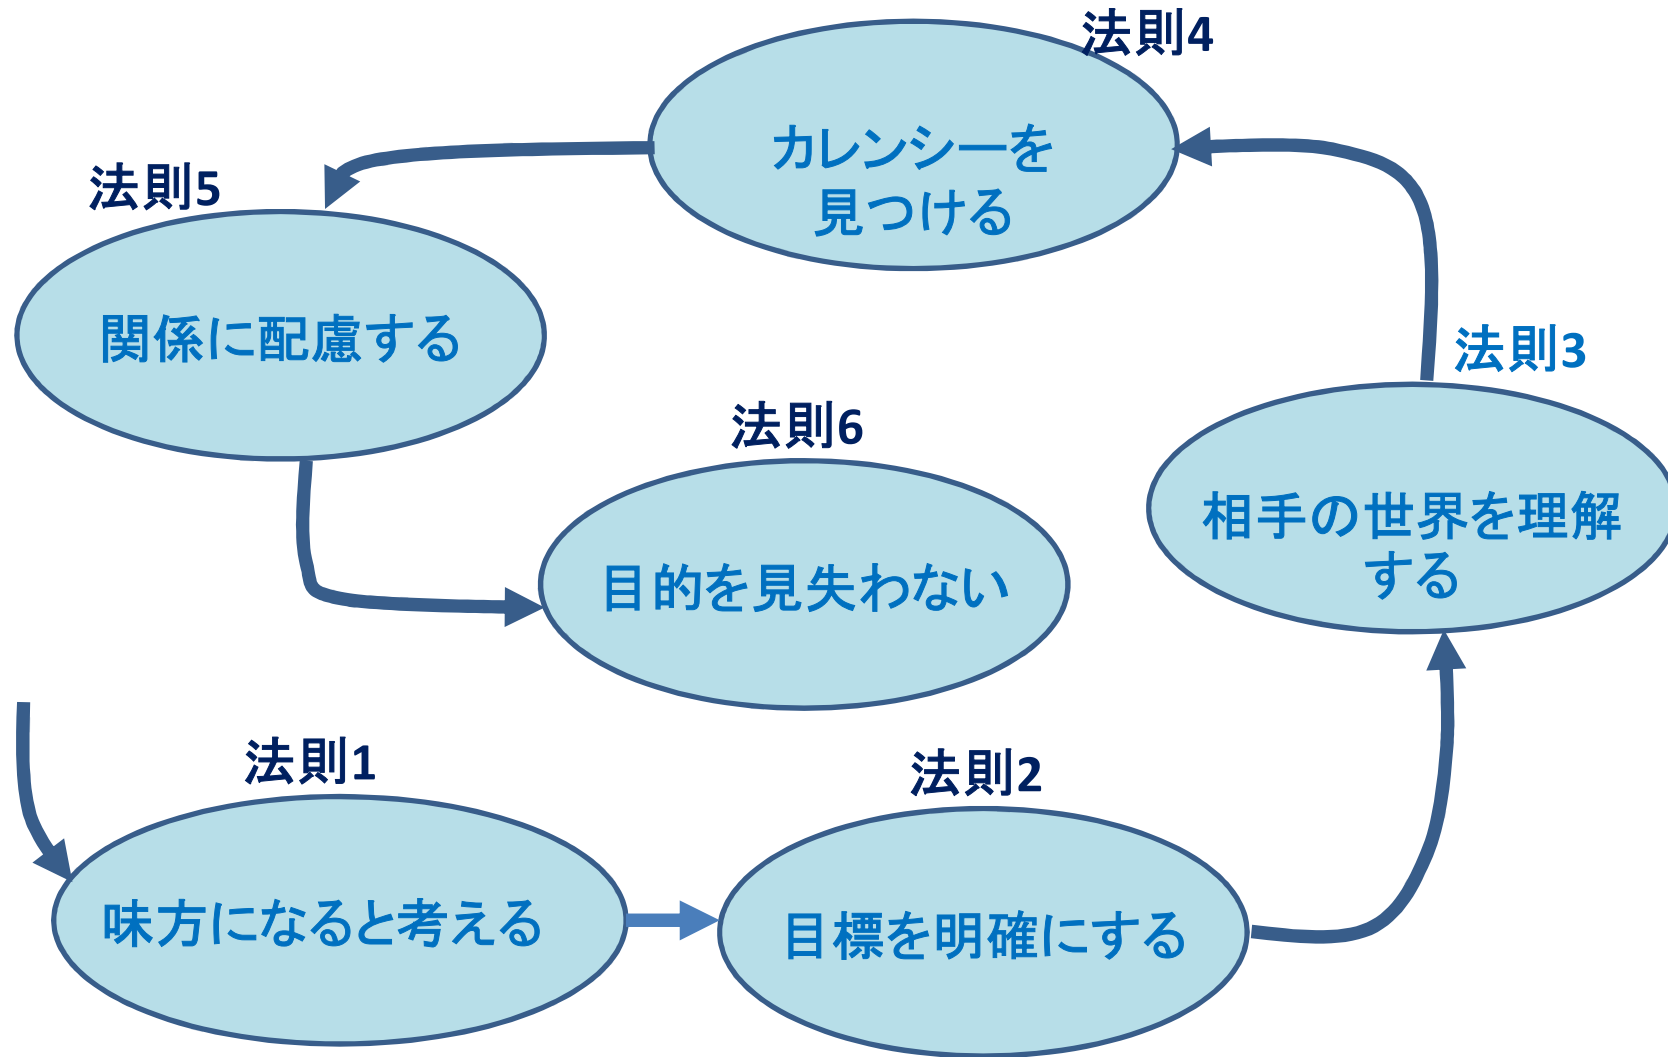 法則4
カレンシーを
見つける
法則5
関係に配慮する
法則3
相手の世界を理解
する
法則6
目的を見失わない
法則1
味方になると考える
法則2
目標を明確にする